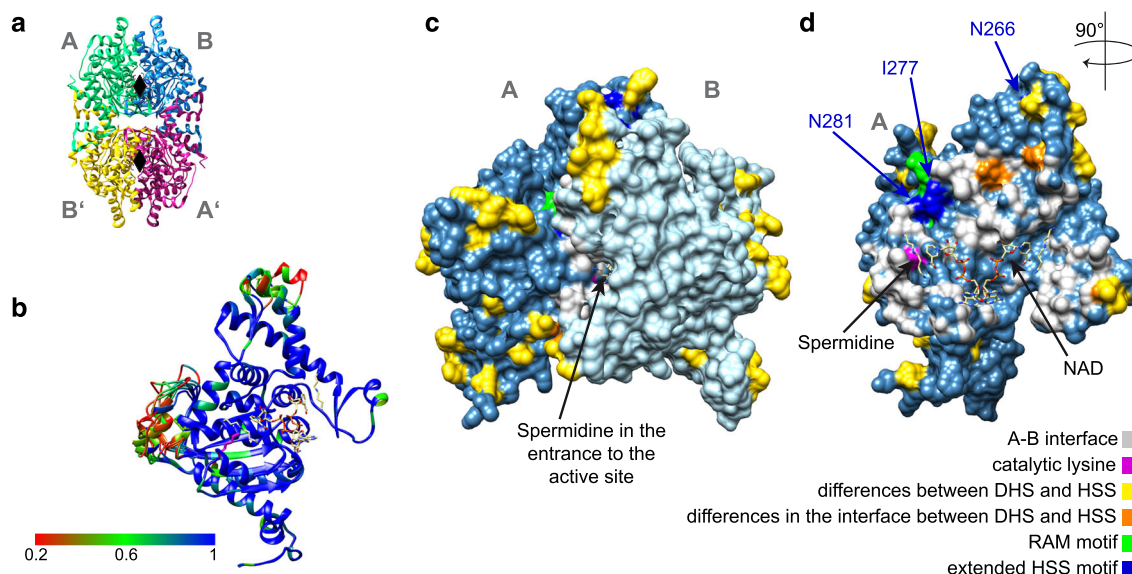 a
A
B
B‘
A‘
b
0.2
0.6
1
c
A
B
Spermidine in the
entrance to the
active site
d
90°
N266
I277
N281
A
Spermidine
NAD
A-B interface
catalytic lysine
differences between DHS and HSS
differences in the interface between DHS and HSS
RAM motif
extended HSS motif